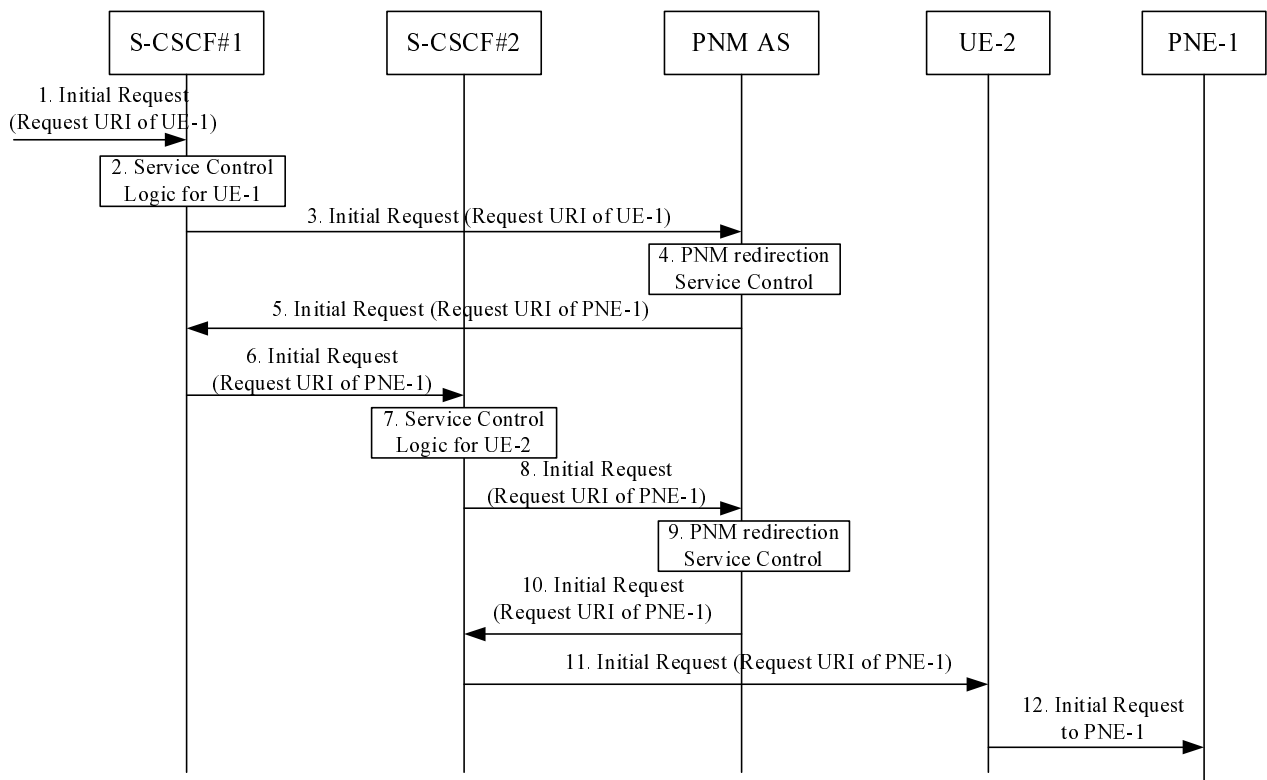 S-CSCF#1
S-CSCF#2
PNM AS
UE-2
PNE-1
1. Initial Request
(Request URI of UE-1)
2. Service Control
Logic for UE-1
3. Initial Request (Request URI of UE-1)
4. PNM redirection
Service Control
5. Initial Request (Request URI of PNE-1)
6. Initial Request
(Request URI of PNE-1)
7. Service Control
Logic for UE-2
8. Initial Request
(Request URI of PNE-1)
9. PNM redirection
Service Control
10. Initial Request
(Request URI of PNE-1)
11. Initial Request (Request URI of PNE-1)
12. Initial Request
to PNE-1